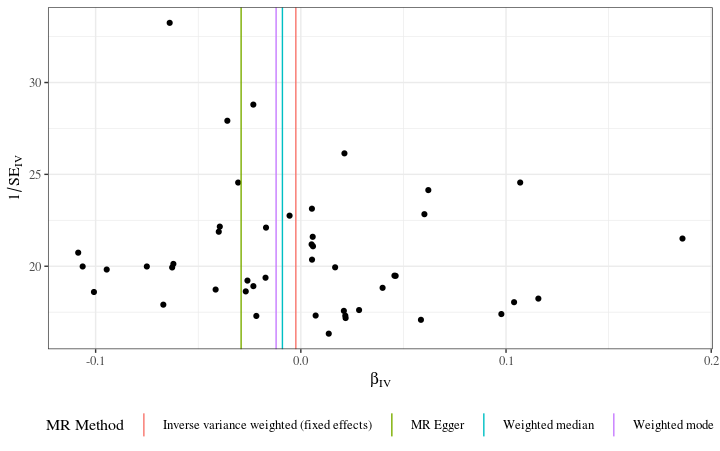 30
25
20
1/SE_IV
-0.1
0.0
0.1
0.2
β_IV
MR Method
Inverse variance weighted (fixed effects)
MR Egger
Weighted median
Weighted mode